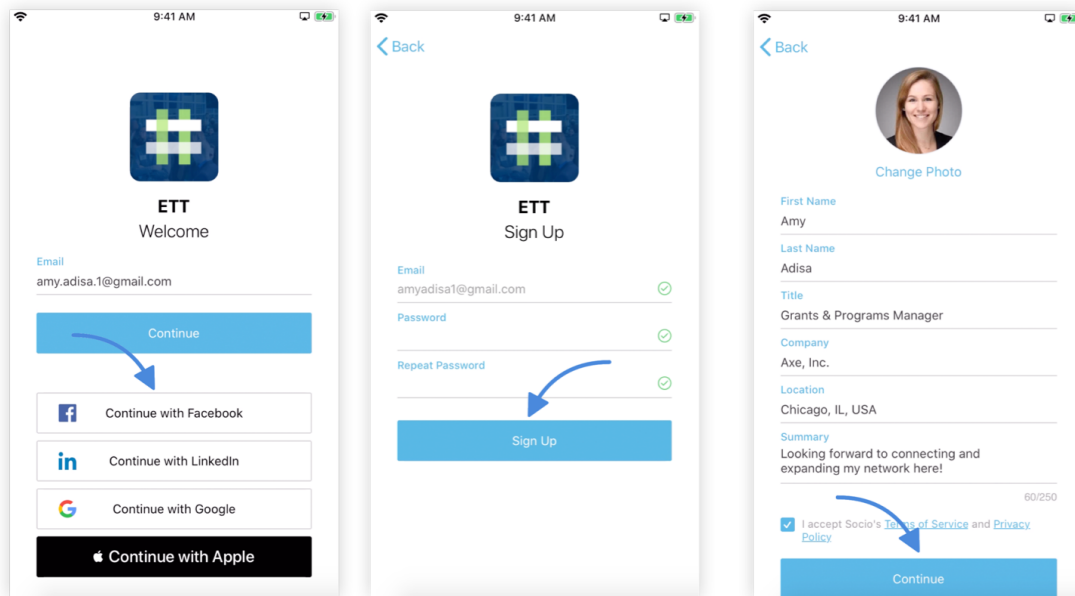 9:41 AM
ETT
Welcome
Email
amy.adisa.1@gmail.com
Continue
Continue with Facebook
Continue with LinkedIn
Continue with Google
Continue with Apple
9:41 AM
Back
ETT
Sign Up
Email
amyadisa1@gmail.com
Password
Repeat Password
Sign Up
9:41 AM
Back
Change Photo
First Name
Amy
Last Name
Adisa
Title
Grants & Programs Manager
Company
Axe, Inc.
Location
Chicago, IL, USA
Summary
Looking forward to connecting and
expanding my network here!
60/250
I accept Socio's Terms of Service and Privacy
Policy
Continue